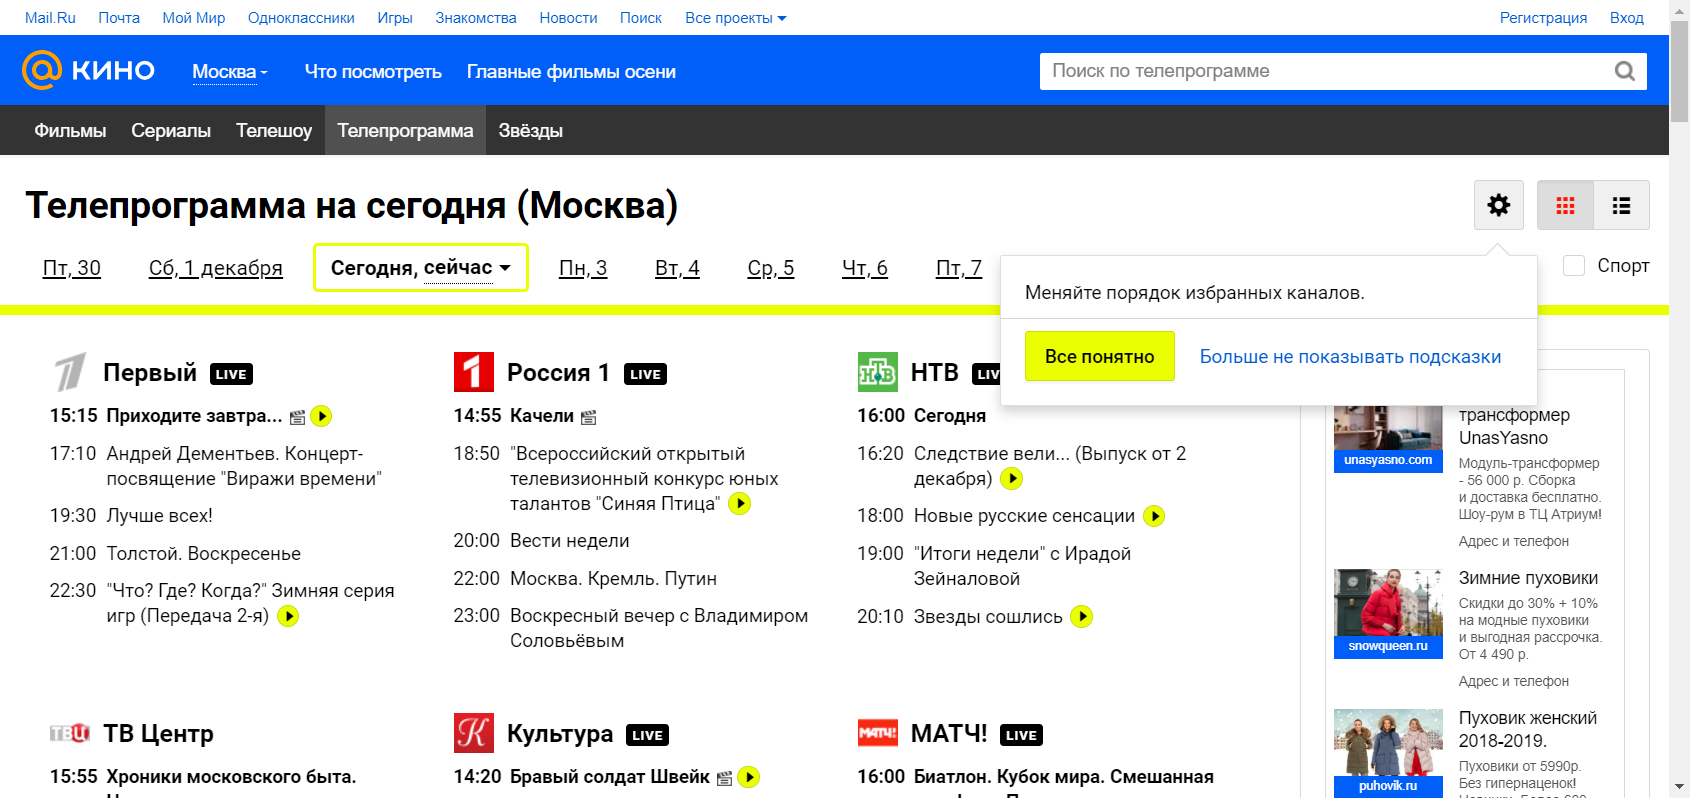 Mail.Ru Почта Мой Мир Одноклассники Игры Знакомства Новости Поиск Все проекты Регистрация Вход
КИНО Москва Что посмотреть Главные фильмы осени Поиск по телепрограмме
Фильмы Сериалы Телешоу Телепрограмма Звёзды
Телепрограмма на сегодня (Москва)
Пт, 30 Сб, 1 декабря Сегодня, сейчас Пн, 3 Вт, 4 Ср, 5 Чт, 6 Пт, 7 Спорт
Меняйте порядок избранных каналов.
Все понятно Больше не показывать подсказки
Первый LIVE
15:15 Приходите завтра...
17:10 Андрей Дементьев. Концерт-
посвящение "Виражи времени"
19:30 Лучше всех!
21:00 Толстой. Воскресенье
22:30 "Что? Где? Когда?" Зимняя серия
игр (Передача 2-я)
1 Россия 1 LIVE
14:55 Качели
18:50 "Всероссийский открытый
телевизионный конкурс юных
талантов "Синяя Птица"
20:00 Вести недели
22:00 Москва. Кремль. Путин
23:00 Воскресный вечер с Владимиром
Соловьёвым
НТВ НТВ LIV
16:00 Сегодня
16:20 Следствие вели... (Выпуск от 2
декабря)
18:00 Новые русские сенсации
19:00 "Итоги недели" с Ирадой
Зейналовой
20:10 Звезды сошлись
ТВЦ ТВ Центр
15:55 Хроники московского быта.
К Культура LIVE
14:20 Бравый солдат Швейк
МАТЧ! МАТЧ! LIVE
16:00 Биатлон. Кубок мира. Смешанная
unasyasno.com
трансформер
UnasYasno
Модуль-трансформер
- 56 000 р. Сборка
и доставка бесплатно.
Шоу-рум в ТЦ Атриум!
Адрес и телефон
snowqueen.ru
Зимние пуховики
Скидки до 30% + 10%
на модные пуховики
и выгодная рассрочка.
От 4 490 р.
Адрес и телефон
puhovik.ru
Пуховик женский
2018-2019.
Пуховики от 5990р.
Без гипернаценок!